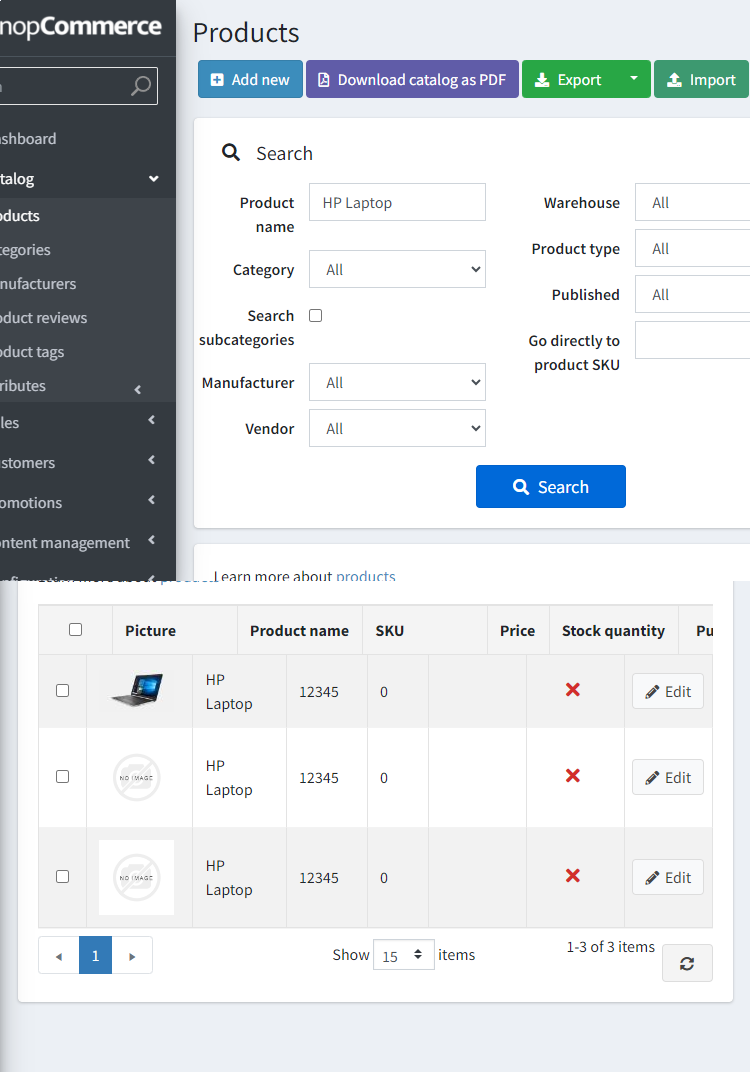 nopCommerce
Products
Add new
Download catalog as PDF
Export
Import
shboard
talog
oducts
tegories
nufacturers
oduct reviews
oduct tags
ributes
les
stomers
omotions
ntent management
Search
Product name
HP Laptop
Category
All
Search subcategories
Manufacturer
All
Vendor
All
Warehouse
All
Product type
All
Published
All
Go directly to product SKU
Search
Learn more about products
Picture
Product name
SKU
Price
Stock quantity
Pu
HP Laptop
12345
0
Edit
NO IMAGE
HP Laptop
12345
0
Edit
NO IMAGE
HP Laptop
12345
0
Edit
1
Show 15 items
1-3 of 3 items